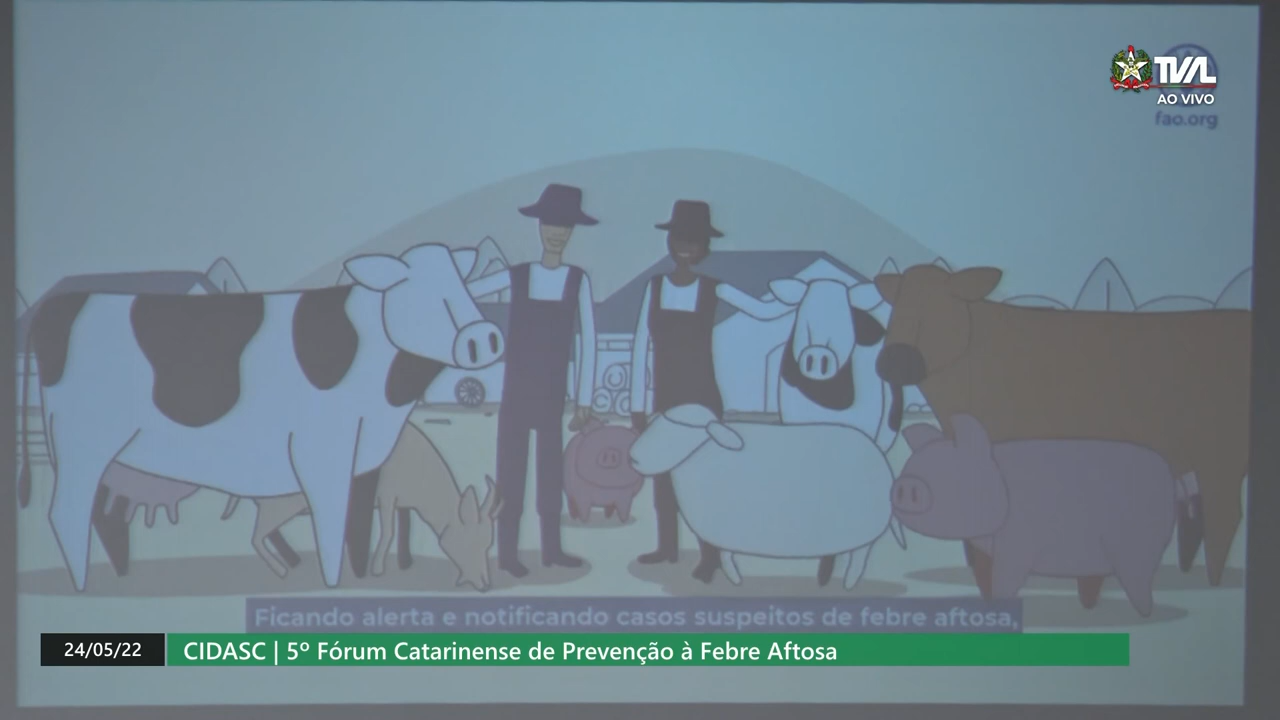 TVAL
AO VIVO
fao.org
Ficando alerta e notificando casos suspeitos de febre aftosa,
24/05/22
CIDASC | 5º Fórum Catarinense de Prevenção à Febre Aftosa